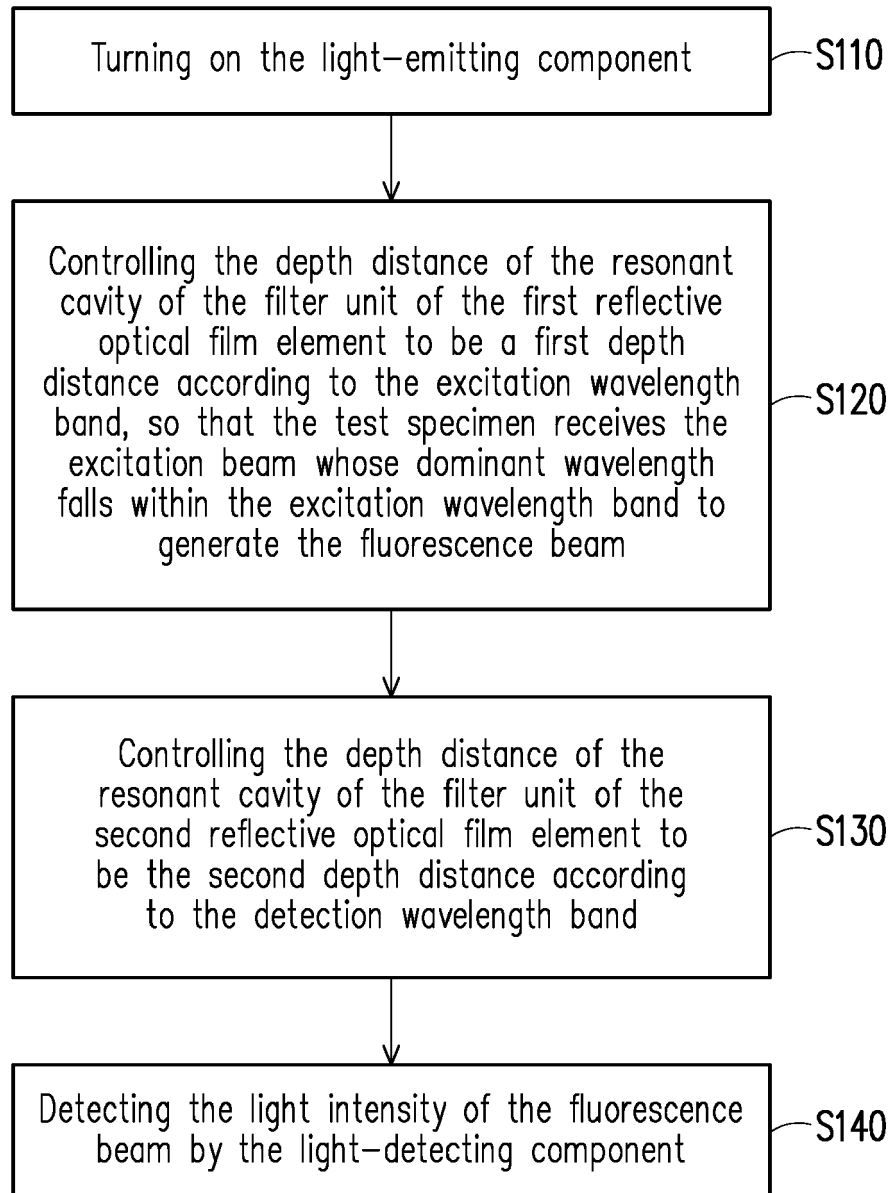 Turning on the light-emitting component
S110
Controlling the depth distance of the resonant
cavity of the filter unit of the first reflective
optical film element to be a first depth
distance according to the excitation wavelength
band, so that the test specimen receives the
excitation beam whose dominant wavelength
falls within the excitation wavelength band to
generate the fluorescence beam
S120
Controlling the depth distance of the
resonant cavity of the filter unit of the
second reflective optical film element to
be the second depth distance according
to the detection wavelength band
S130
Detecting the light intensity of the fluorescence
beam by the light-detecting component
S140